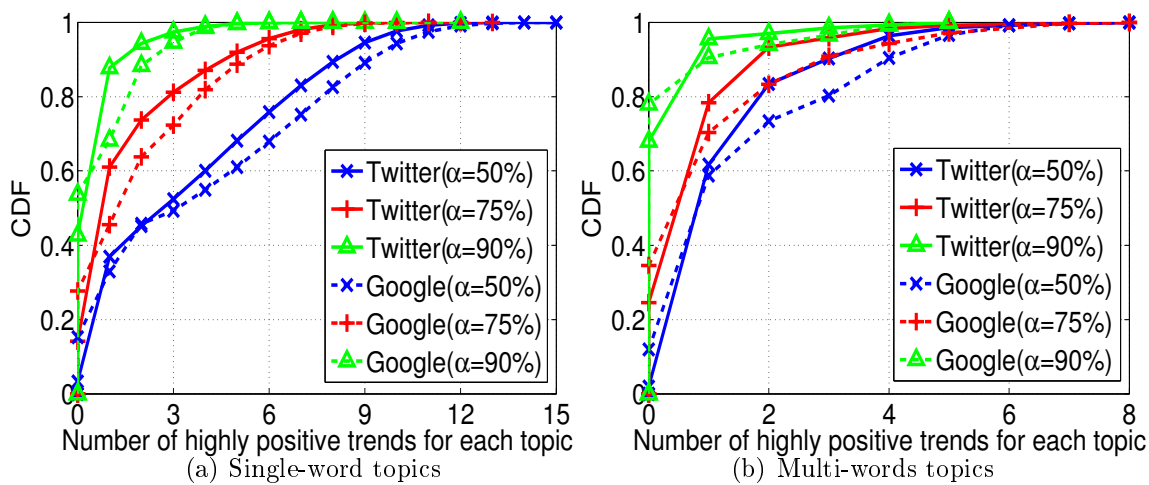 CDF
1
0.8
0.6
0.4
0.2
0
0 3 6 9 12 15
Twitter(α=50%)
Twitter(α=75%)
Twitter(α=90%)
Google(α=50%)
Google(α=75%)
Google(α=90%)
Number of highly positive trends for each topic
(a) Single-word topics
CDF
1
0.8
0.6
0.4
0.2
0
0 2 4 6 8
Twitter(α=50%)
Twitter(α=75%)
Twitter(α=90%)
Google(α=50%)
Google(α=75%)
Google(α=90%)
Number of highly positive trends for each topic
(b) Multi-words topics